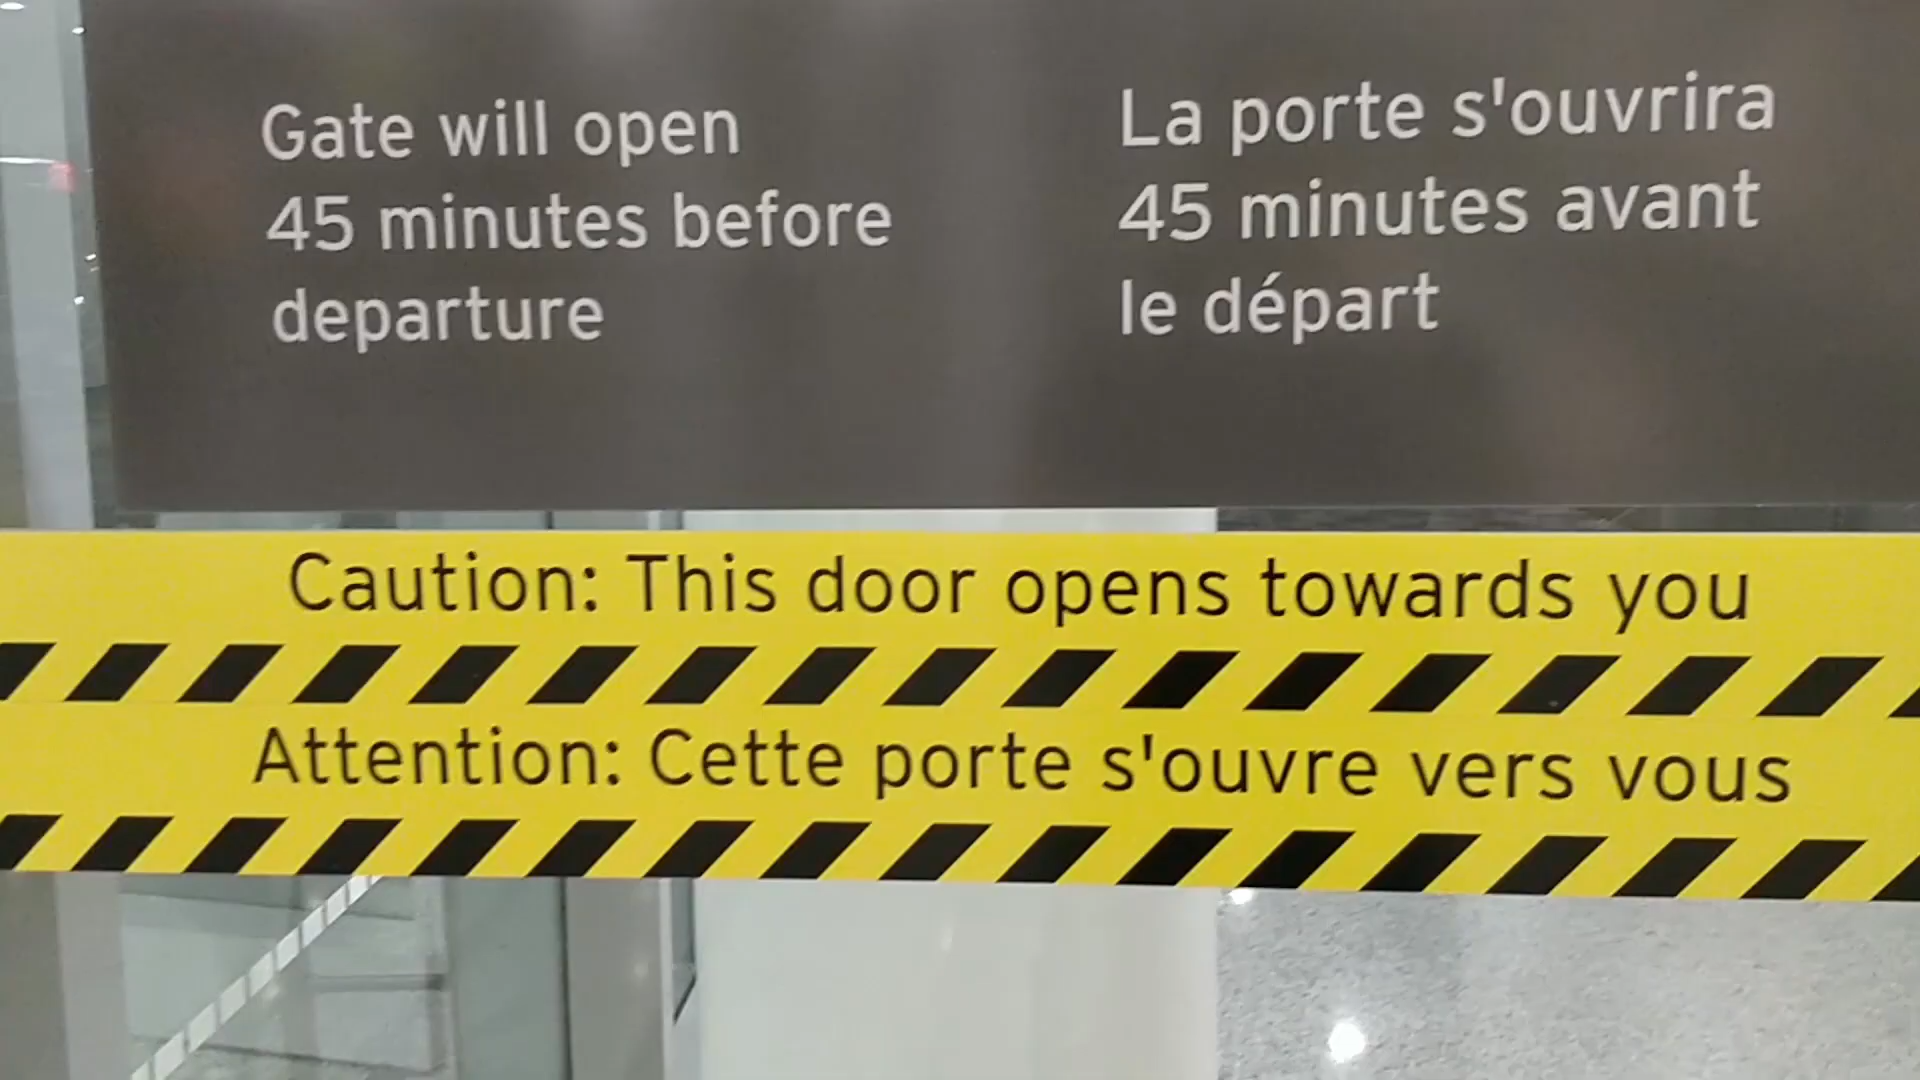 Gate will open
45 minutes before
departure
La porte s'ouvrira
45 minutes avant
le départ
Caution: This door opens towards you
Attention: Cette porte s'ouvre vers vous